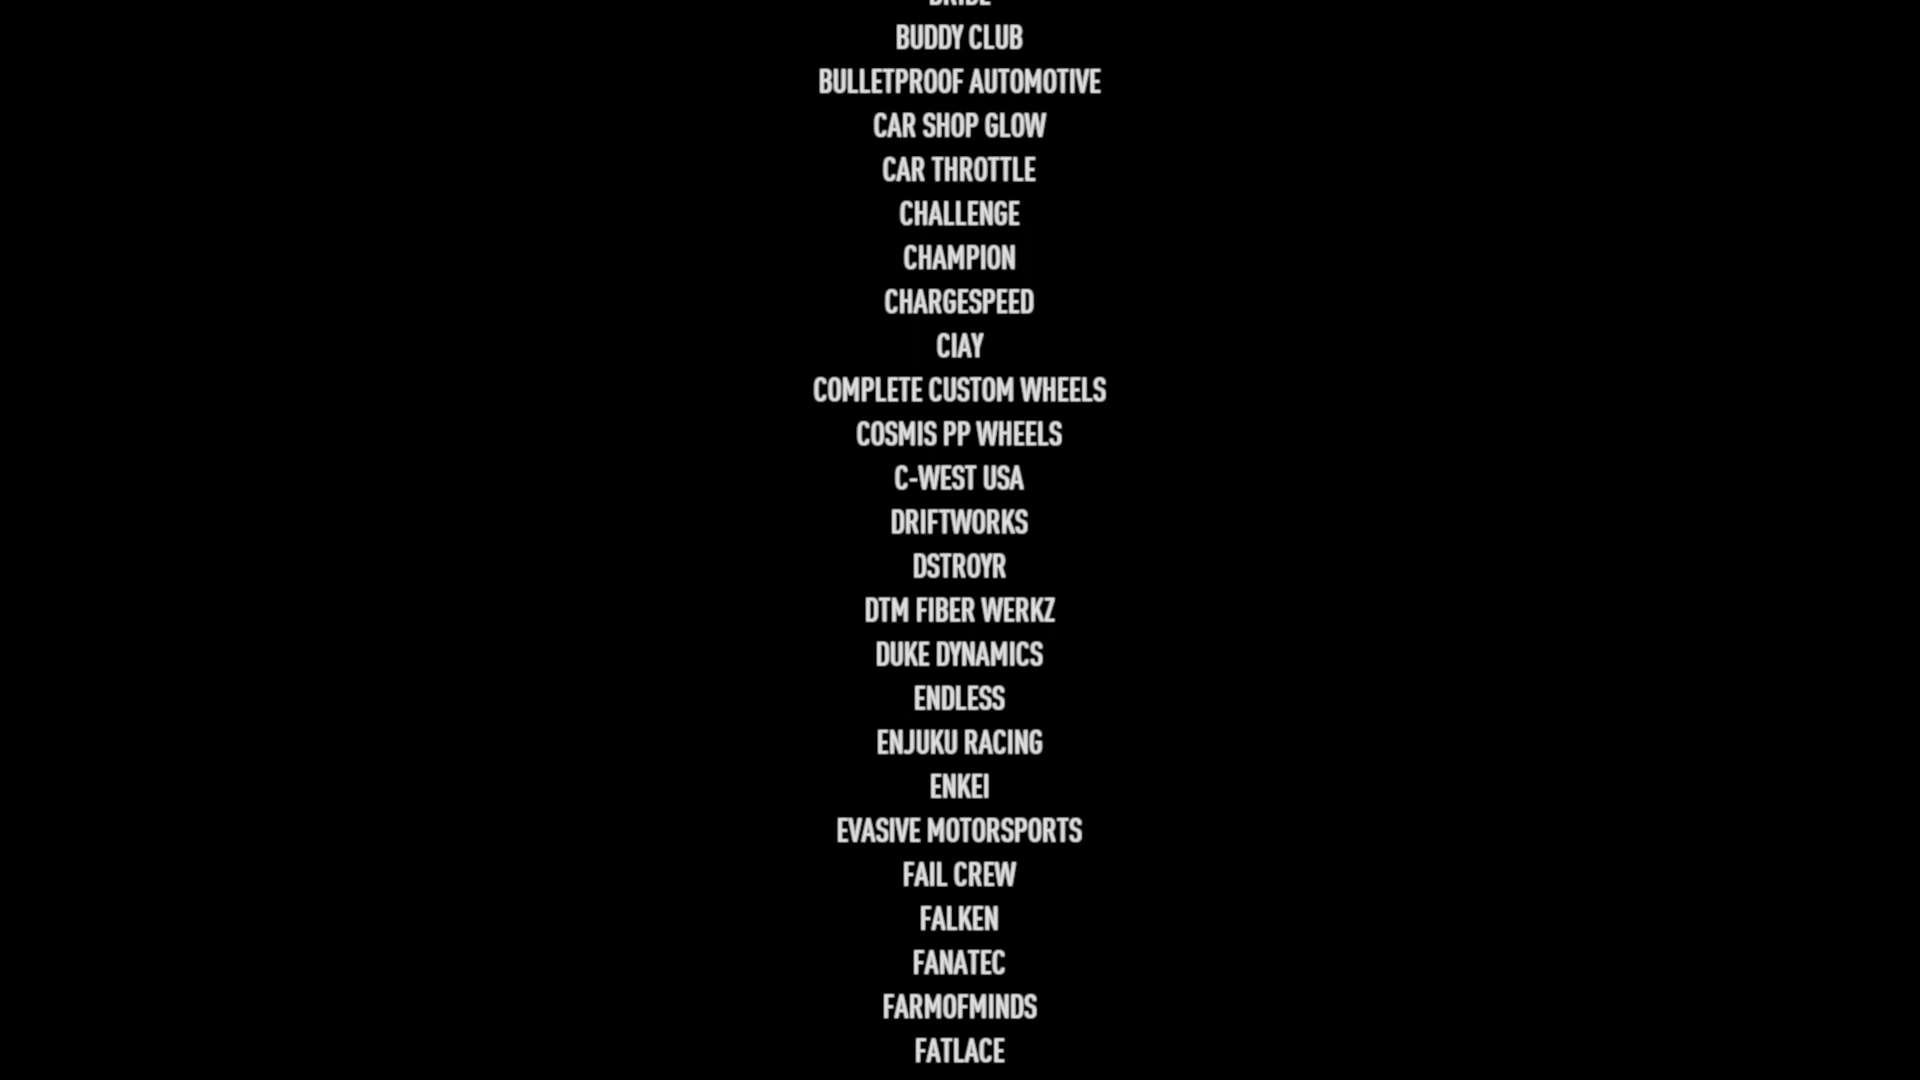 BRIDE
BUDDY CLUB
BULLETPROOF AUTOMOTIVE
CAR SHOP GLOW
CAR THROTTLE
CHALLENGE
CHAMPION
CHARGESPEED
CIAY
COMPLETE CUSTOM WHEELS
COSMIS PP WHEELS
C-WEST USA
DRIFTWORKS
DSTROYR
DTM FIBER WERKZ
DUKE DYNAMICS
ENDLESS
ENJUKU RACING
ENKEI
EVASIVE MOTORSPORTS
FAIL CREW
FALKEN
FANATEC
FARMOFMINDS
FATLACE